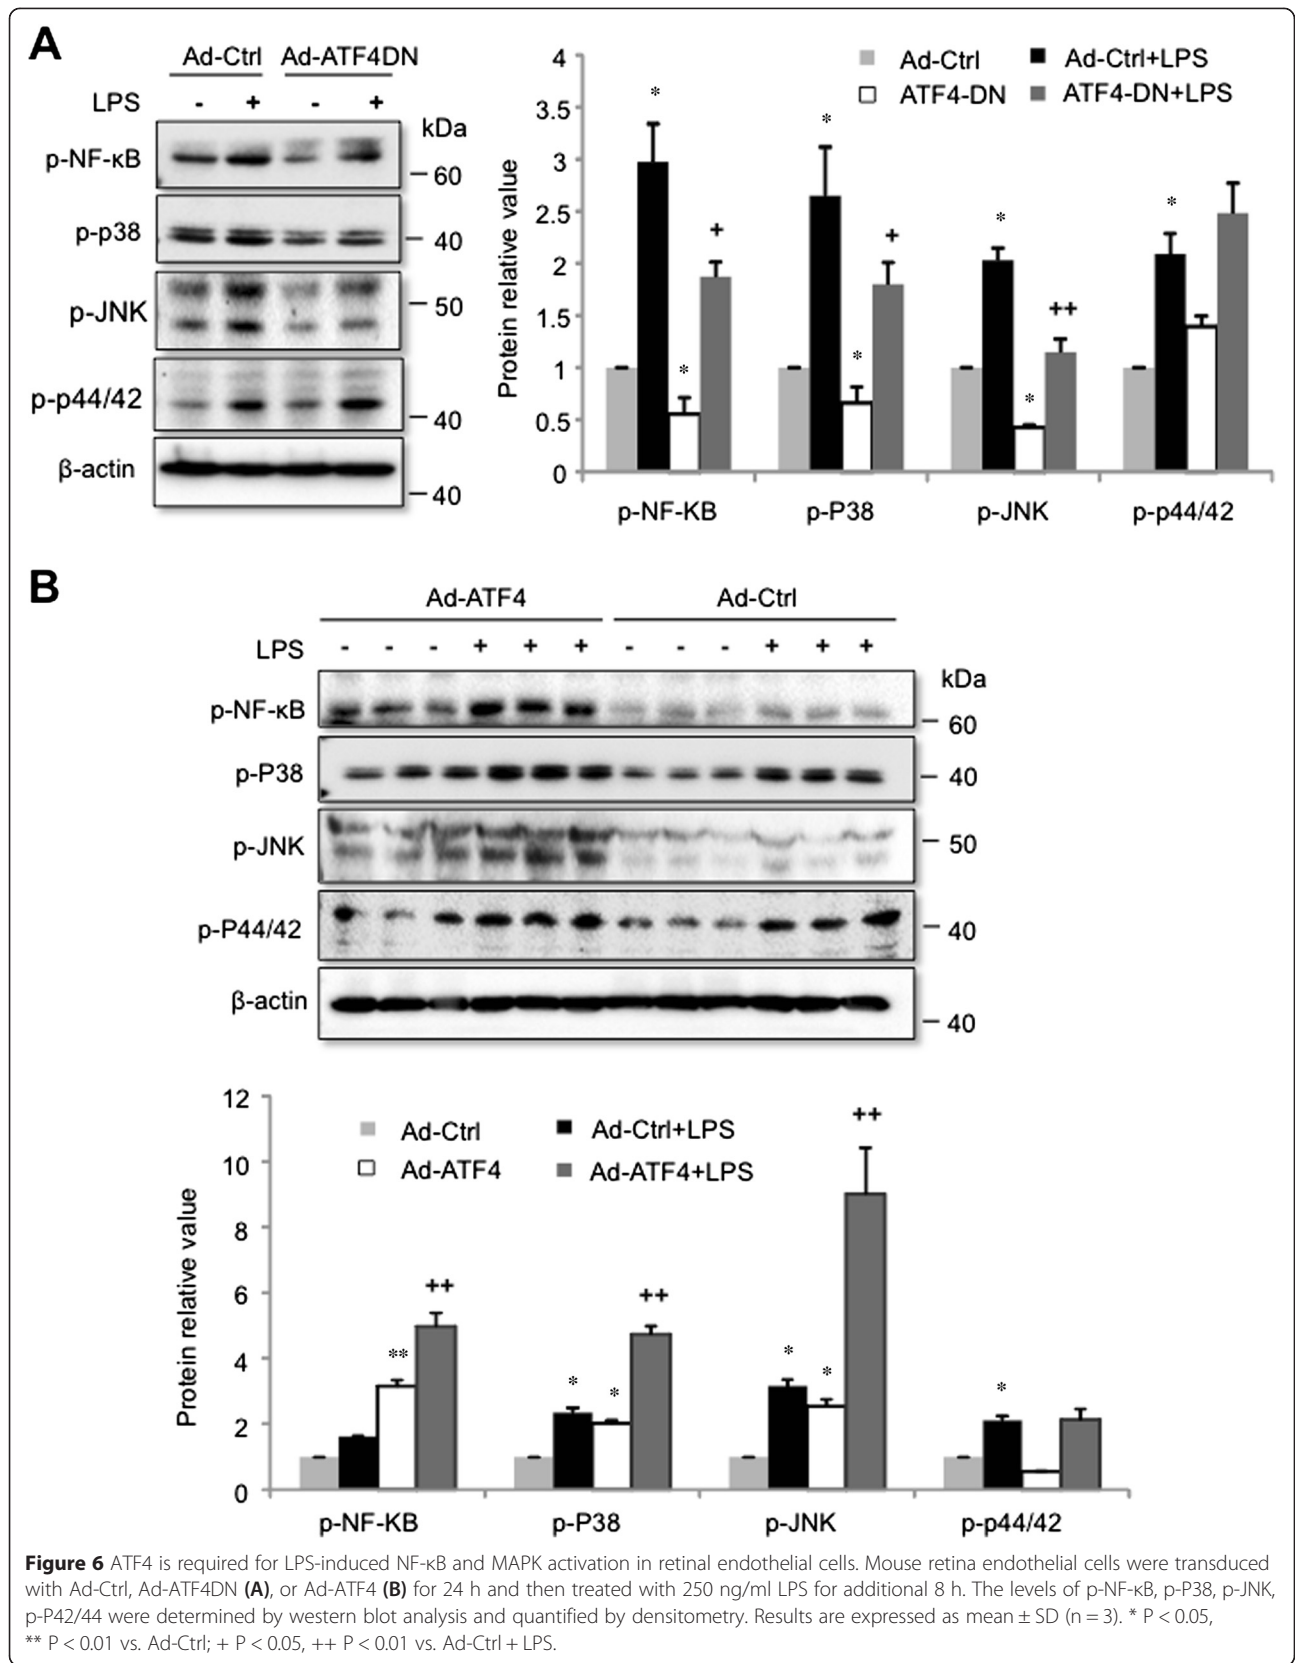 A
Ad-Ctrl Ad-ATF4DN
LPS - + - +
kDa
p-NF-κB
60
p-p38
40
p-JNK
50
p-p44/42
40
β-actin
40
Protein relative value
4
3.5
3
2.5
2
1.5
1
0.5
0
Ad-Ctrl Ad-Ctrl+LPS
ATF4-DN ATF4-DN+LPS
* * * *
+ + ++
* * *
p-NF-KB p-P38 p-JNK p-p44/42
B
Ad-ATF4 Ad-Ctrl
LPS - - - + + + - - - + + +
kDa
p-NF-κB
60
p-P38
40
p-JNK
50
p-P44/42
40
β-actin
40
Protein relative value
12
10
8
6
4
2
0
Ad-Ctrl Ad-Ctrl+LPS
Ad-ATF4 Ad-ATF4+LPS
** ++
* * ++
* * ++
*
p-NF-KB p-P38 p-JNK p-p44/42
Figure 6 ATF4 is required for LPS-induced NF-κB and MAPK activation in retinal endothelial cells. Mouse retina endothelial cells were transduced
with Ad-Ctrl, Ad-ATF4DN (A), or Ad-ATF4 (B) for 24 h and then treated with 250 ng/ml LPS for additional 8 h. The levels of p-NF-κB, p-P38, p-JNK,
p-P42/44 were determined by western blot analysis and quantified by densitometry. Results are expressed as mean ± SD (n = 3). * P < 0.05,
** P < 0.01 vs. Ad-Ctrl; + P < 0.05, ++ P < 0.01 vs. Ad-Ctrl + LPS.